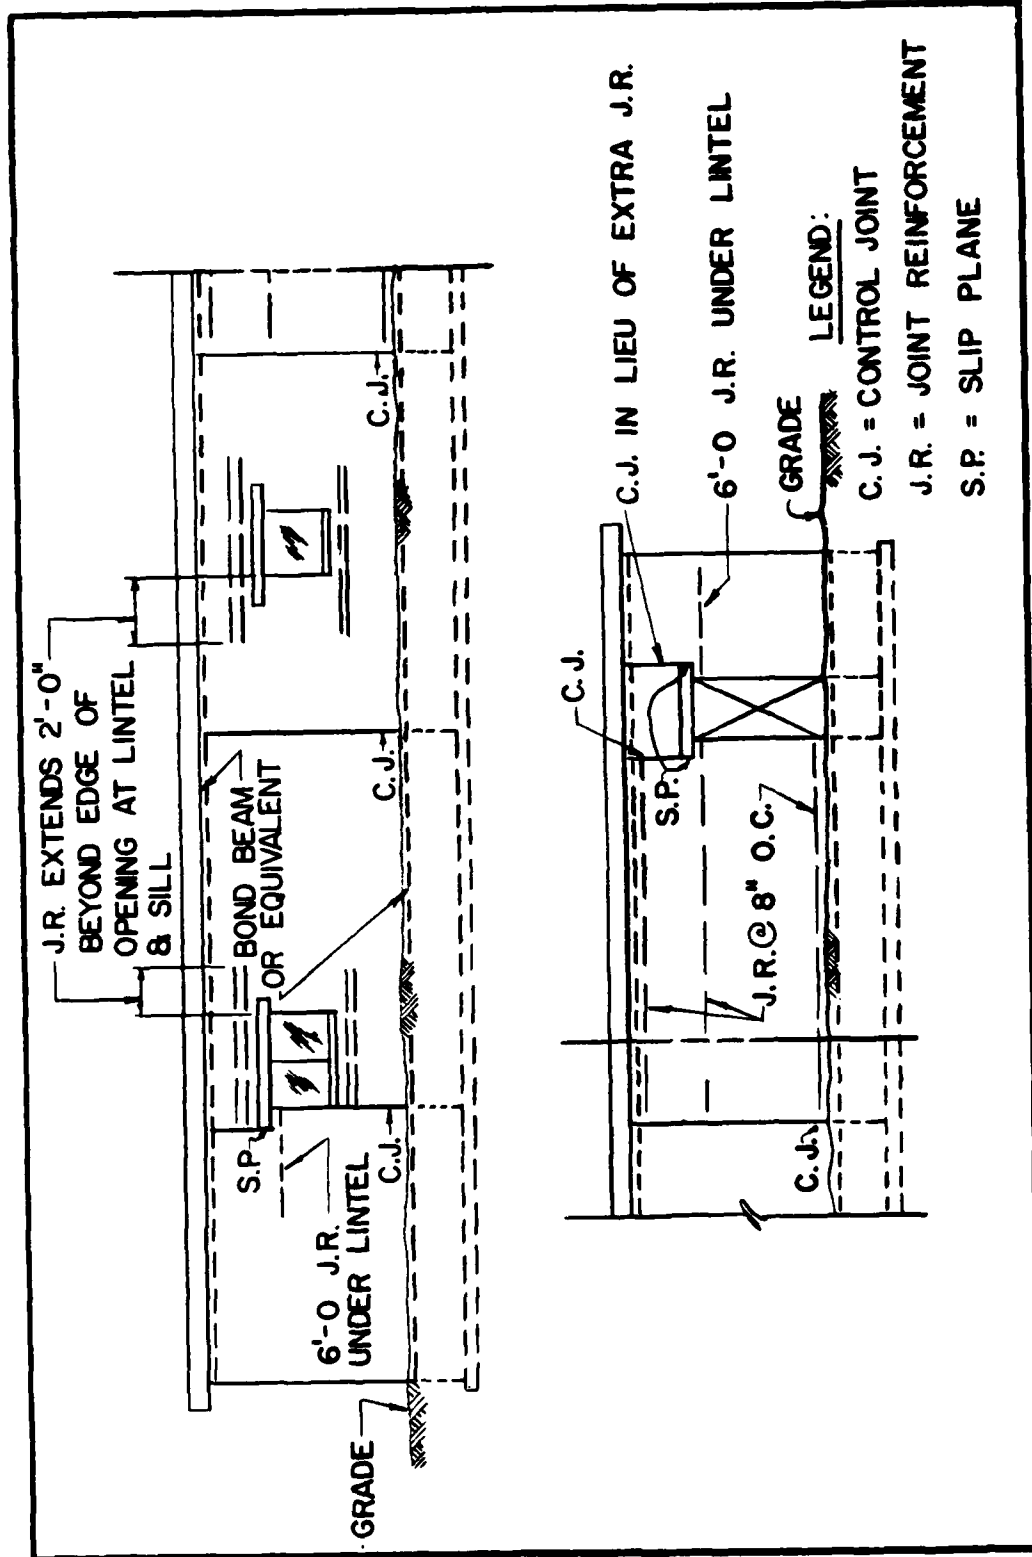 J.R. EXTENDS 2'-0"
BEYOND EDGE OF
OPENING AT LINTEL
& SILL
BOND BEAM
OR EQUIVALENT
S.P.
6'-0 J.R.
UNDER LINTEL
C.J.
C.J.
C.J.
GRADE
C.J. IN LIEU OF EXTRA J.R.
C.J.
6'-0 J.R. UNDER LINTEL
S.P.
J.R.@ 8" O.C.
GRADE
C.J.
LEGEND:
C.J. = CONTROL JOINT
J.R. = JOINT REINFORCEMENT
S.P. = SLIP PLANE